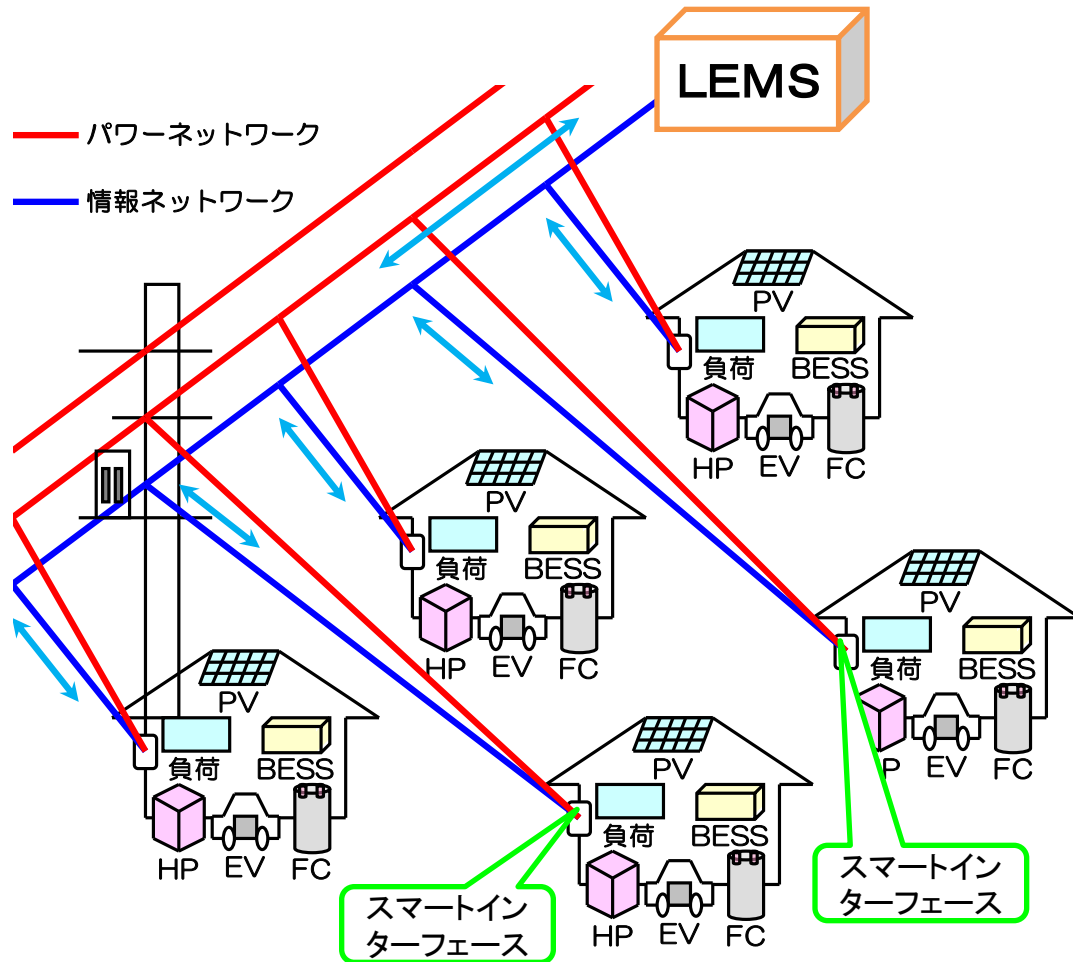 LEMS
パワーネットワーク
情報ネットワーク
PV
負荷
BESS
HP
EV
FC
PV
負荷
BESS
HP
EV
FC
PV
負荷
BESS
P
EV
FC
PV
負荷
BESS
HP
EV
FC
PV
負荷
BESS
HP
EV
FC
スマートイン
ターフェース
スマートイン
ターフェース